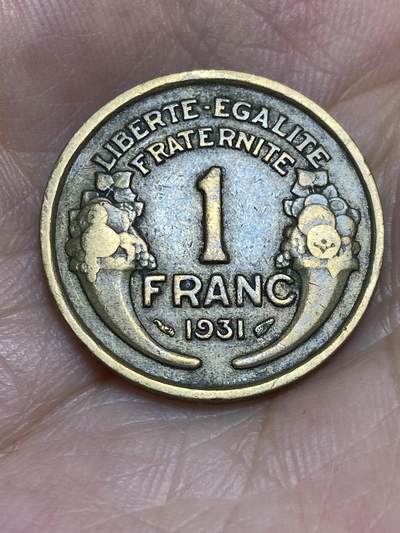 LIBERTE-EGALITE
FRATERNITE
1
FRANC
1931